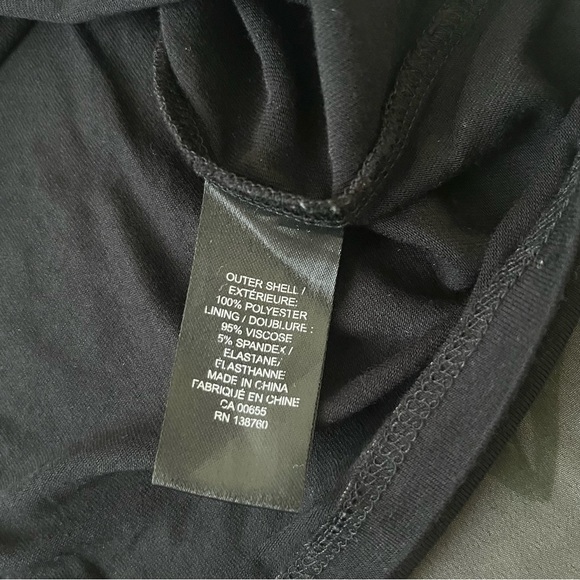 OUTER SHELL /
EXTÉRIEURE:
100% POLYESTER
LINING / DOUBLURE :
95% VISCOSE
5% SPANDEX /
ELASTANE/
ÉLASTHANNE
MADE IN CHINA
FABRIQUÉ EN CHINE
CA 00655
RN 138760